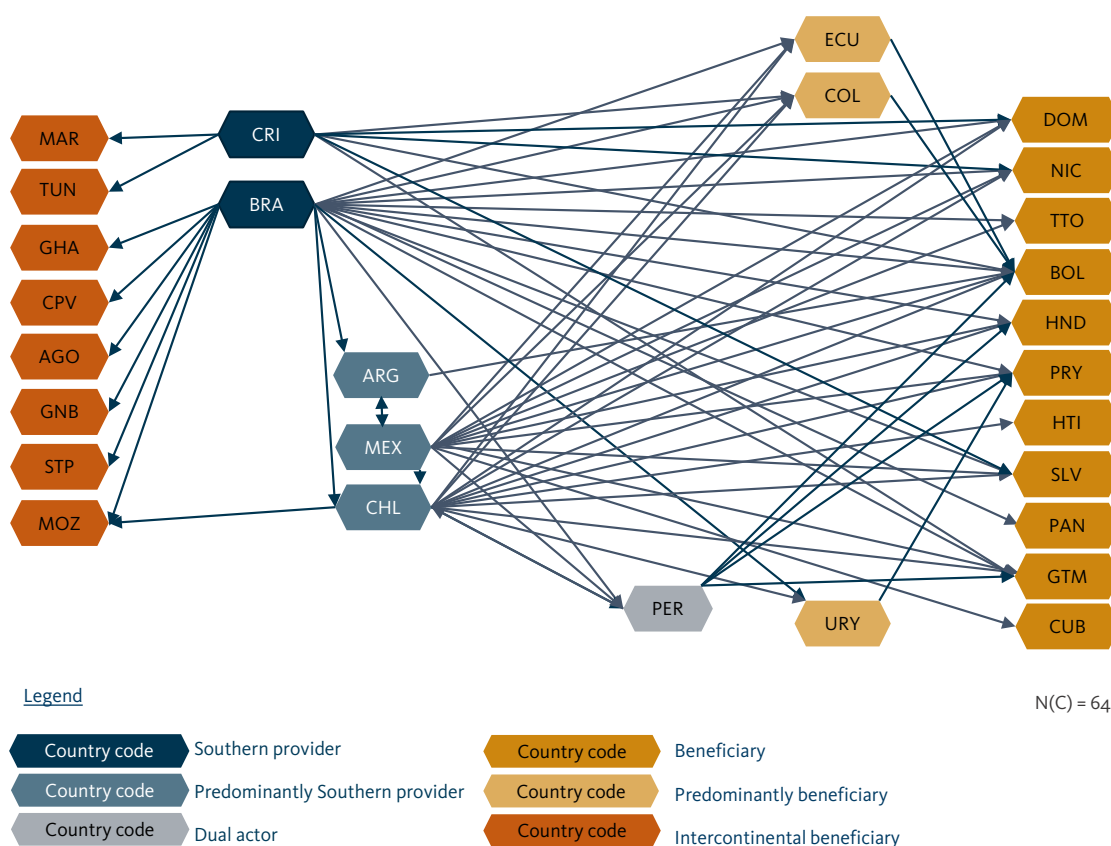 ECU
COL
CRI
DOM
MAR
NIC
TUN
BRA
TTO
GHA
BOL
CPV
HND
AGO
ARG
PRY
GNB
HTI
MEX
STP
SLV
CHL
MOZ
PAN
GTM
PER
URY
CUB
Legend
N(C) = 64
Country code Southern provider
Country code Predominantly Southern provider
Country code Dual actor
Country code Beneficiary
Country code Predominantly beneficiary
Country code Intercontinental beneficiary